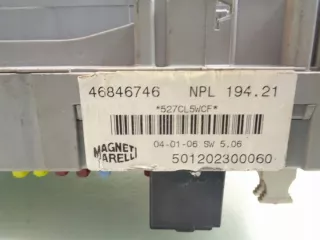 46846746 NPL 194.21
*527CL5WCF*
04-01-06 SW 5.06
MAGNETI
MARELLI
501202300060